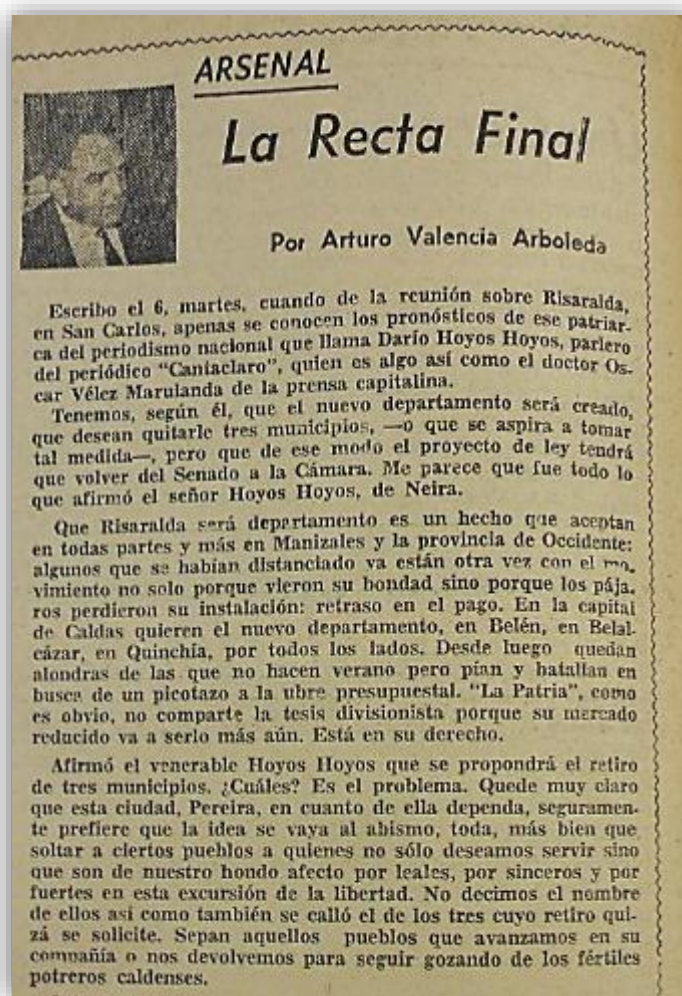 ARSENAL
La Recta Final
Por Arturo Valencia Arboleda
Escribo el 6, martes, cuando de la reunión sobre Risaralda,
en San Carlos, apenas se conocen los pronósticos de ese patriar-
ca del periodismo nacional que llama Darío Hoyos Hoyos, parlero
del periódico "Cantaclaro", quien es algo así como el doctor Os-
car Vélez Marulanda de la prensa capitalina.
Tenemos, según él, que el nuevo departamento será creado,
que desean quitarle tres municipios, —o que se aspira a tomar
tal medida—, pero que de ese modo el proyecto de ley tendrá
que volver del Senado a la Cámara. Me parece que fue todo lo
que afirmó el señor Hoyos Hoyos, de Neira.
Que Risaralda será departamento es un hecho que aceptan
en todas partes y más en Manizales y la provincia de Occidente:
algunos que se habían distanciado va están otra vez con el mo-
vimiento no solo porque vieron su bondad sino porque los pája-
ros perdieron su instalación: retraso en el pago. En la capital
de Caldas quieren el nuevo departamento, en Belén, en Belal-
cázar, en Quinchía, por todos los lados. Desde luego quedan
alondras de las que no hacen verano pero pian y batallan en
busca de un picotazo a la ubre presupuestal. "La Patria", como
es obvio, no comparte la tesis divisionista porque su mercado
reducido va a serlo más aún. Está en su derecho.
Afirmó el venerable Hoyos Hoyos que se propondrá el retiro
de tres municipios. ¿Cuáles? Es el problema. Quede muy claro
que esta ciudad, Pereira, en cuanto de ella dependa, seguramen-
te prefiere que la idea se vaya al abismo, toda, más bien que
soltar a ciertos pueblos a quienes no sólo deseamos servir sino
que son de nuestro hondo afecto por leales, por sinceros y por
fuertes en esta excursión de la libertad. No decimos el nombre
de ellos así como también se calló el de los tres cuyo retiro qui-
zá se solicite. Sepan aquellos pueblos que avanzamos en su
compañía o nos devolvemos para seguir gozando de los fértiles
potreros caldenses.